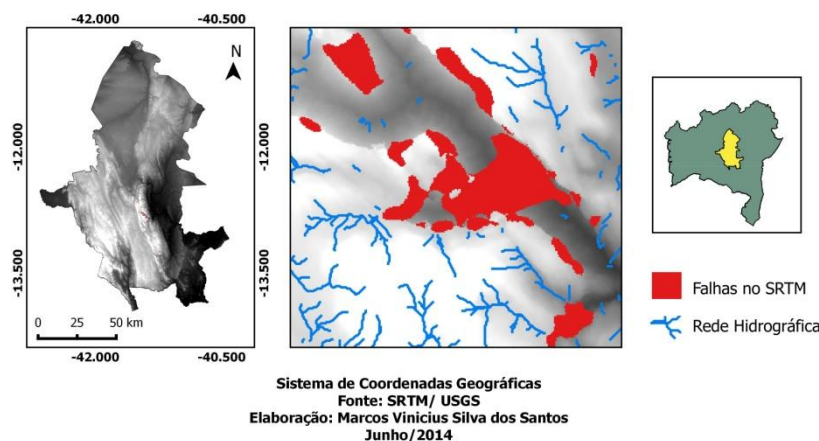 -42.000 -40.500
N
-12.000
-13.500
0 25 50 km
-42.000 -40.500
-12.000
-13.500
Falhas no SRTM
Rede Hidrográfica
Sistema de Coordenadas Geográficas
Fonte: SRTM/ USGS
Elaboração: Marcos Vinicius Silva dos Santos
Junho/2014